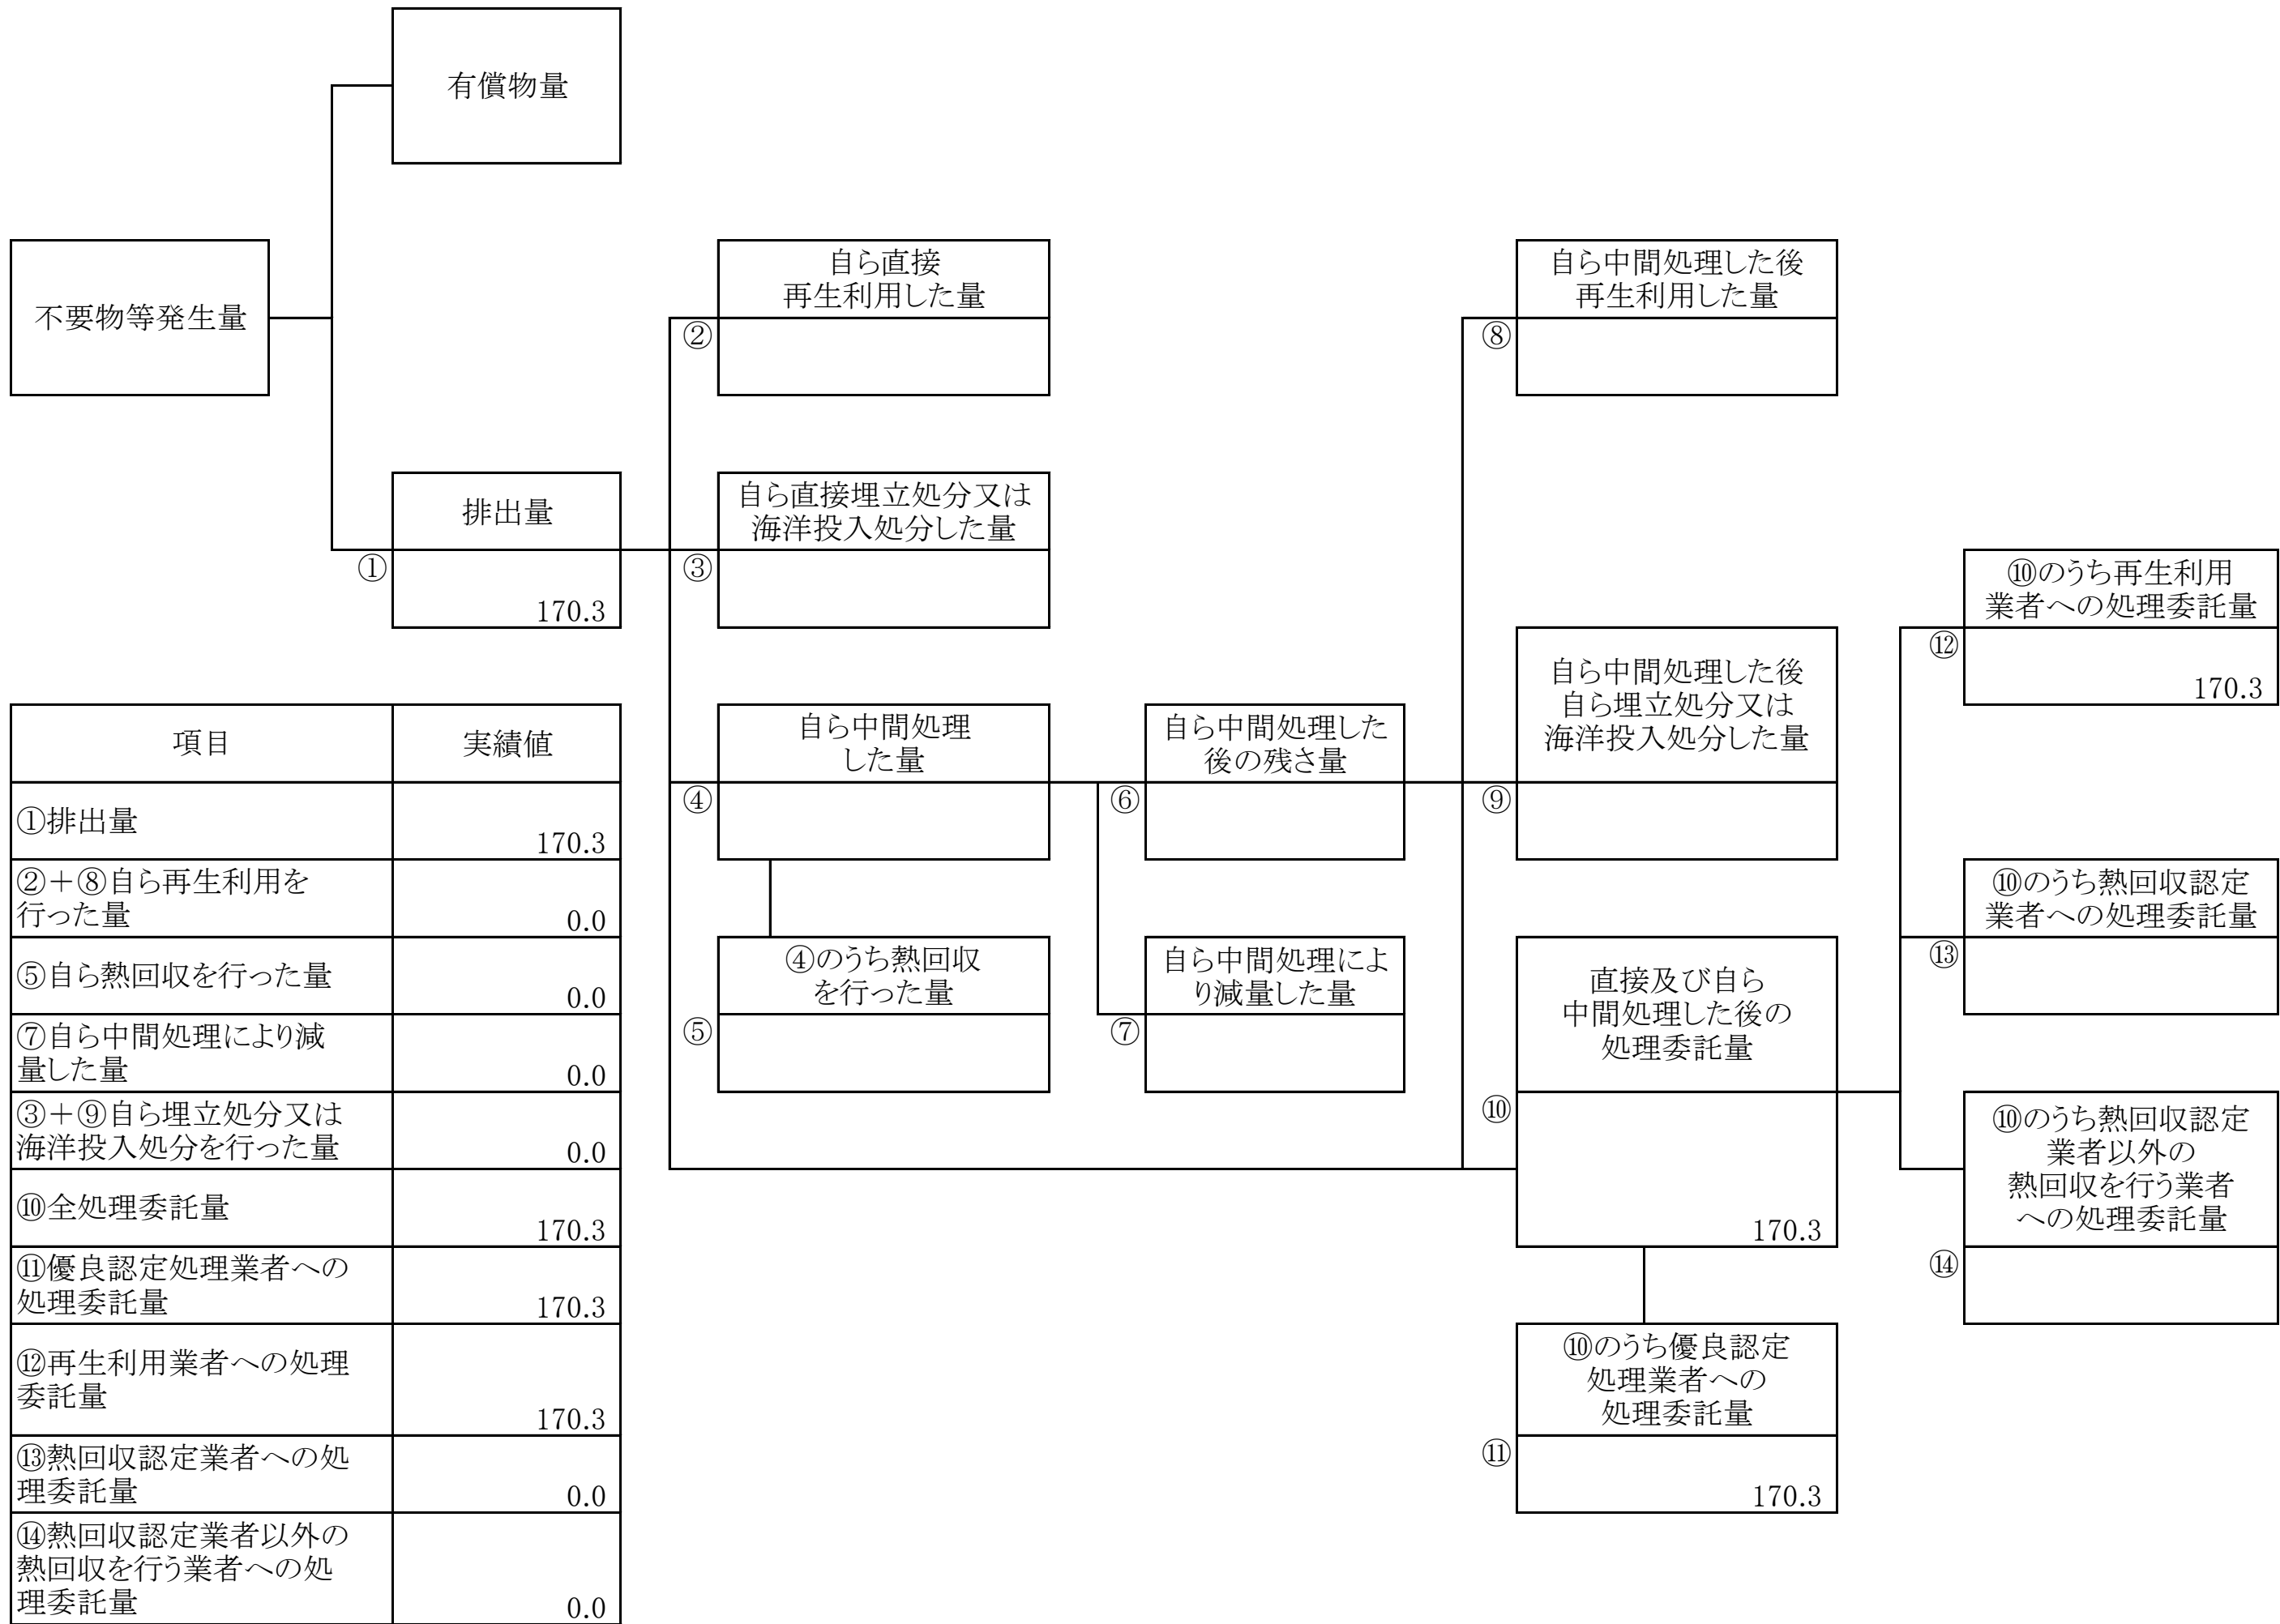 有償物量
不要物等発生量
自ら直接
再生利用した量
②
自ら中間処理した後
再生利用した量
⑧
排出量
①
170.3
自ら直接埋立処分又は
海洋投入処分した量
③
⑩のうち再生利用
業者への処理委託量
⑫
170.3
自ら中間処理
した量
④
自ら中間処理した
後の残さ量
⑥
自ら中間処理した後
自ら埋立処分又は
海洋投入処分した量
⑨
⑩のうち熱回収認定
業者への処理委託量
⑬
④のうち熱回収
を行った量
⑤
自ら中間処理によ
り減量した量
⑦
直接及び自ら
中間処理した後の
処理委託量
⑩
170.3
⑩のうち熱回収認定
業者以外の
熱回収を行う業者
への処理委託量
⑭
⑩のうち優良認定
処理業者への
処理委託量
⑪
170.3
項目 実績値
①排出量
170.3
②＋⑧自ら再生利用を
行った量
0.0
⑤自ら熱回収を行った量
0.0
⑦自ら中間処理により減
量した量
0.0
③＋⑨自ら埋立処分又は
海洋投入処分を行った量
0.0
⑩全処理委託量
170.3
⑪優良認定処理業者への
処理委託量
170.3
⑫再生利用業者への処理
委託量
170.3
⑬熱回収認定業者への処
理委託量
0.0
⑭熱回収認定業者以外の
熱回収を行う業者への処
理委託量
0.0